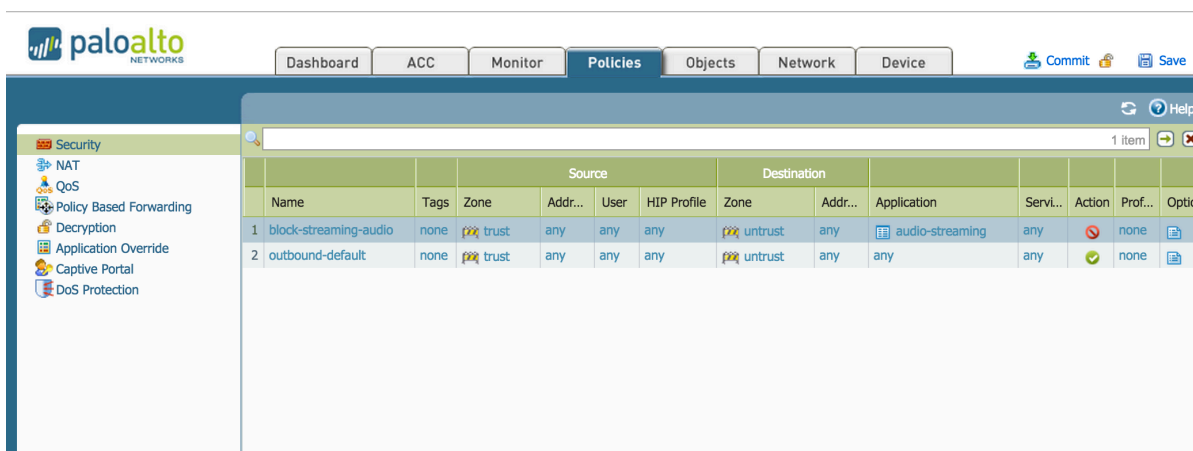 paloalto
NETWORKS
Dashboard ACC Monitor Policies Objects Network Device Commit Save
Help
1 item
Security
NAT
QoS
Policy Based Forwarding
Decryption
Application Override
Captive Portal
DoS Protection
Source Destination
Name Tags Zone Addr... User HIP Profile Zone Addr... Application Servi... Action Prof... Optic
1 block-streaming-audio none trust any any any untrust any audio-streaming any none
2 outbound-default none trust any any any untrust any any any none